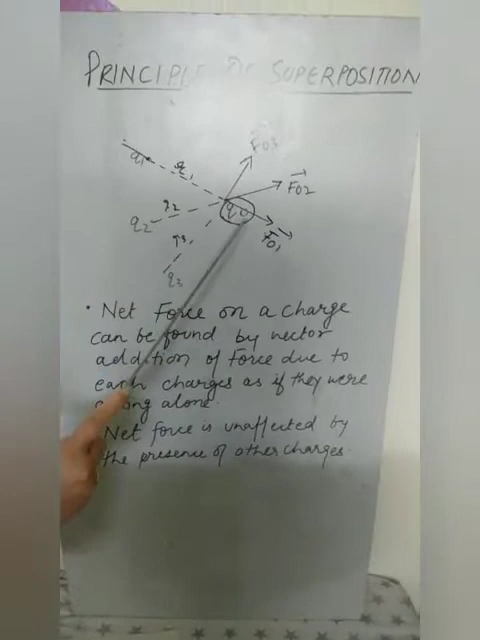 PRINCIPLE OF SUPERPOSITION
F03
F02
q1 r1
r2
q0
q2
F01
r3
q3
• Net Force on a charge
can be found by vector
addition of Force due to
each charges as if they were
alone.
Net force is unaffected by
the presence of other charges.